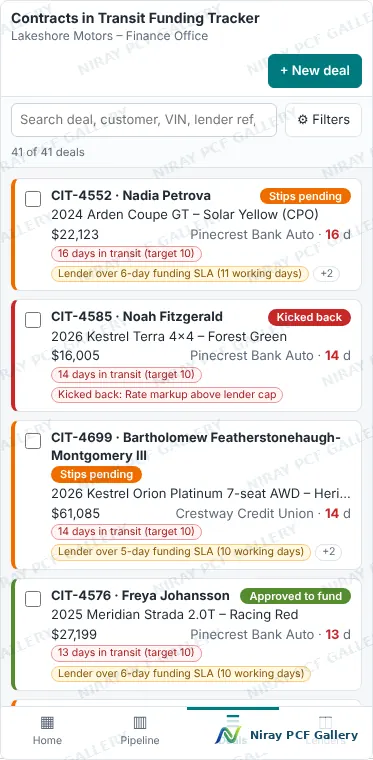 Contracts in Transit Funding Tracker
Lakeshore Motors – Finance Office
+ New deal
Search deal, customer, VIN, lender ref,
Filters
41 of 41 deals
CIT-4552 · Nadia Petrova
Stips pending
2024 Arden Coupe GT – Solar Yellow (CPO)
$22,123
Pinecrest Bank Auto · 16 d
16 days in transit (target 10)
Lender over 6-day funding SLA (11 working days)
+2
CIT-4585 · Noah Fitzgerald
Kicked back
2026 Kestrel Terra 4×4 – Forest Green
$16,005
Pinecrest Bank Auto · 14 d
14 days in transit (target 10)
Kicked back: Rate markup above lender cap
CIT-4699 · Bartholomew Featherstonehaugh-
Montgomery III
Stips pending
2026 Kestrel Orion Platinum 7-seat AWD – Heri…
$61,085
Crestway Credit Union · 14 d
14 days in transit (target 10)
Lender over 5-day funding SLA (10 working days)
+2
CIT-4576 · Freya Johansson
Approved to fund
2025 Meridian Strada 2.0T – Racing Red
$27,199
Pinecrest Bank Auto · 13 d
13 days in transit (target 10)
Lender over 6-day funding SLA (10 working days)
Home
Pipeline
Niray PCF Gallery